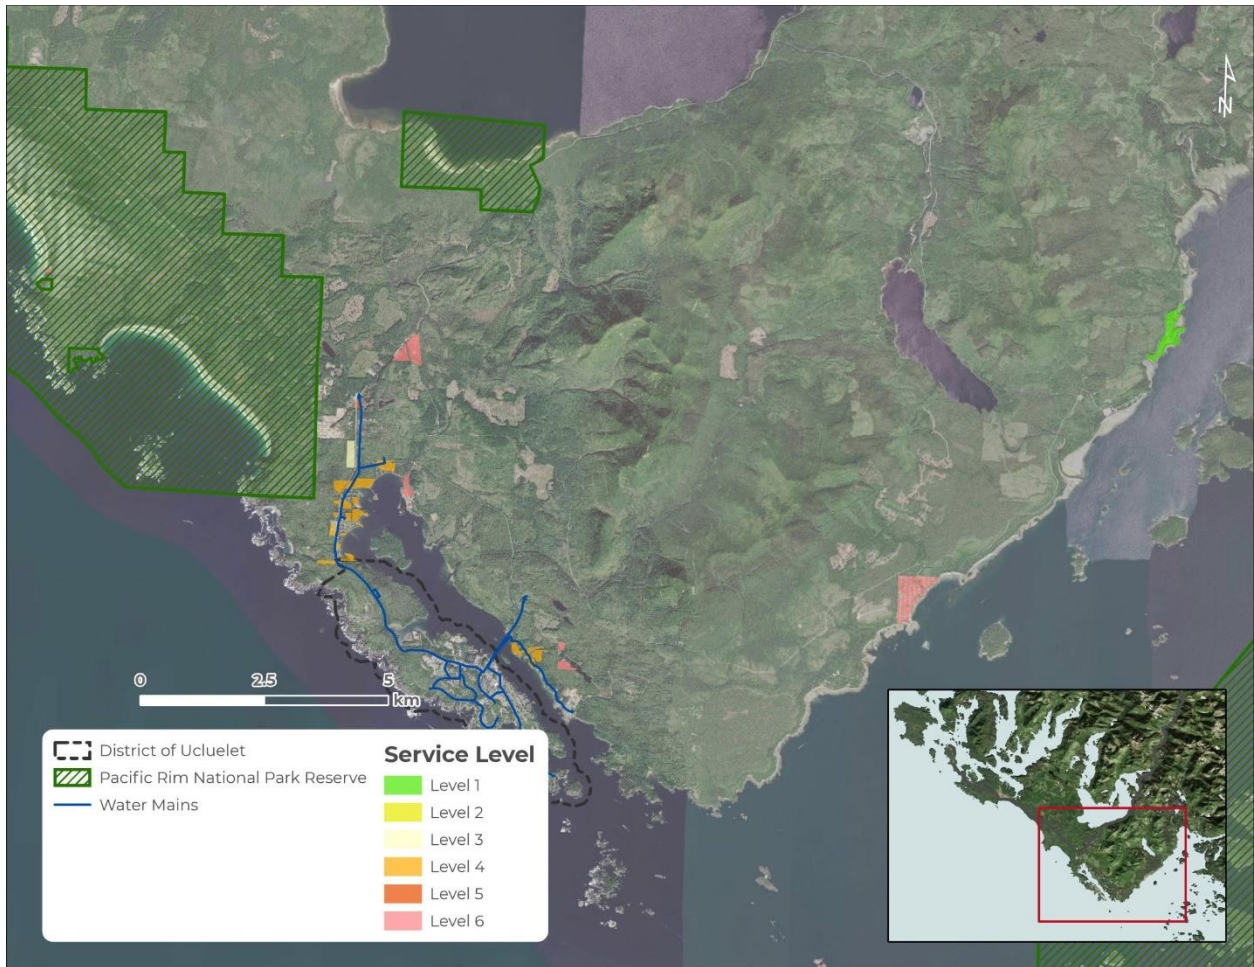 N
0 2.5 5
km
District of Ucluelet
Pacific Rim National Park Reserve
Water Mains
Service Level
Level 1
Level 2
Level 3
Level 4
Level 5
Level 6